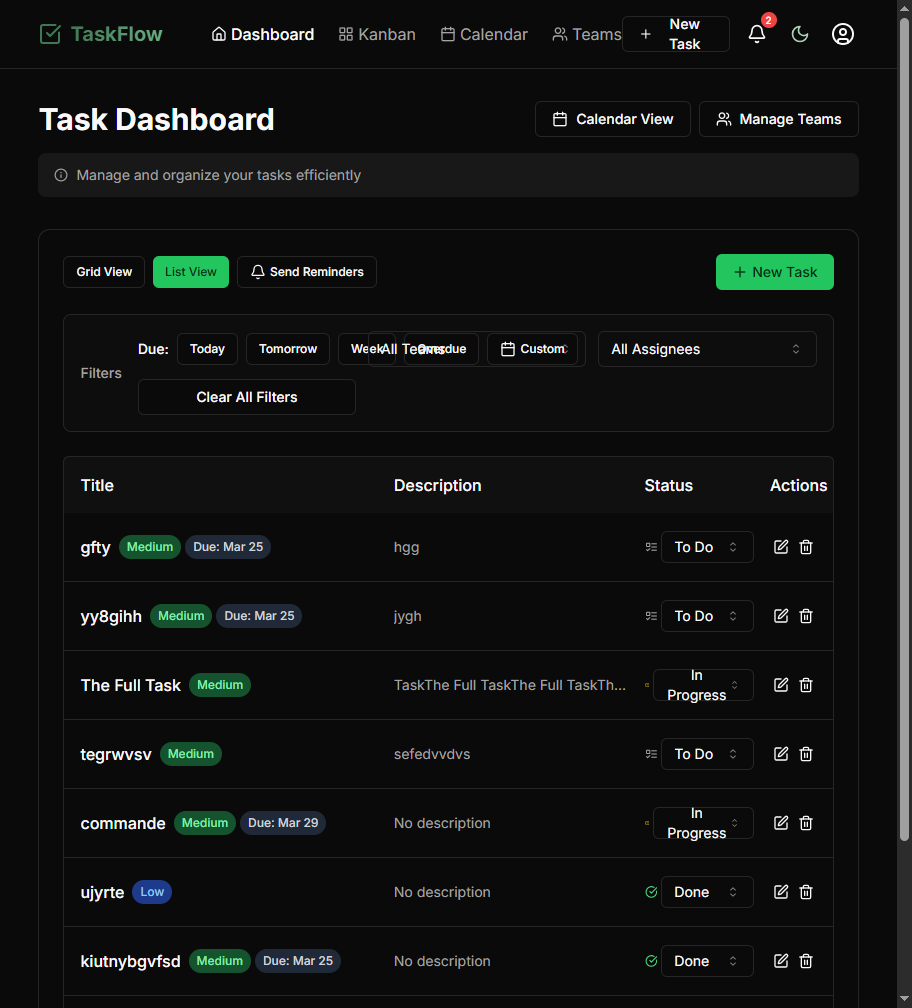 TaskFlow Dashboard Kanban Calendar Teams New Task 2
Task Dashboard Calendar View Manage Teams
Manage and organize your tasks efficiently
Grid View List View Send Reminders New Task
Filters Due: Today Tomorrow Week All Teams Overdue Custom All Assignees
Clear All Filters
Title Description Status Actions
gfty Medium Due: Mar 25 hgg To Do
yy8gihh Medium Due: Mar 25 jygh To Do
The Full Task Medium TaskThe Full TaskThe Full TaskTh... In Progress
tegrwvsv Medium sefedvvdvs To Do
commande Medium Due: Mar 29 No description In Progress
ujyrte Low No description Done
kiutnybgvfsd Medium Due: Mar 25 No description Done